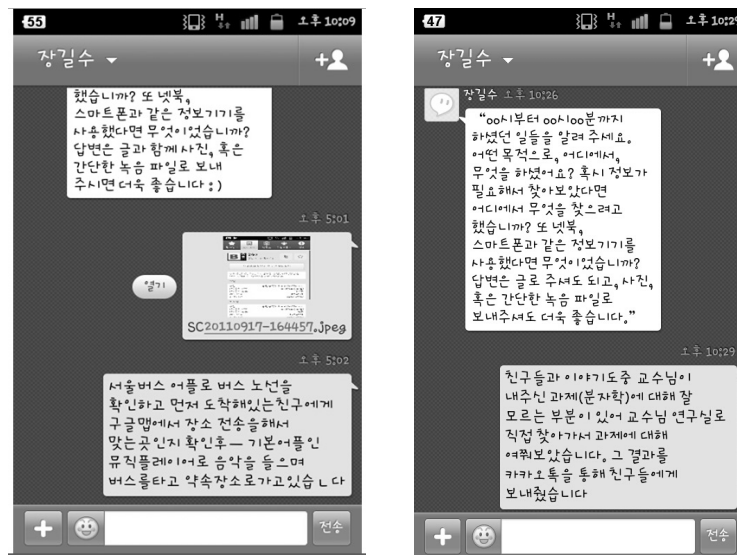 55
H
오후 10:09
장길수
했습니까? 또 넷북,
스마트폰과 같은 정보기기를
사용했다면 무엇이었습니까?
답변은 글과 함께 사진, 혹은
간단한 녹음 파일로 보내
주시면 더욱 좋습니다 :)
오후 5:01
열기
SC20110917-164457.jpeg
오후 5:02
서울버스 어플로 버스 노선을
확인하고 먼저 도착해있는친구에게
구글맵에서 장소 전송을해서
맞는곳인지 확인후ㅡ 기본어플인
뮤직플레이어로 음악을 들으며
버스를타고 약속장소로가고있습ㄴ다
전송
47
H
오후 10:29
장길수
장길수 오후 10:26
“oo시부터 oo시oo분까지
하셨던 일들을 알려 주세요.
어떤 목적으로, 어디에서,
무엇을 하셨어요? 혹시 정보가
필요해서 찾아보았다면
어디에서 무엇을 찾으려고
했습니까? 또 넷북,
스마트폰과 같은 정보기기를
사용했다면 무엇이었습니까?
답변은 글로 주셔도 되고, 사진,
혹은 간단한 녹음 파일로
보내주셔도 더욱 좋습니다.”
오후 10:29
친구들과 이야기도중 교수님이
내주신 과제(분자학)에 대해 잘
모르는 부분이 있어 교수님 연구실로
직접 찾아가서 과제에 대해
여쭤보았습니다. 그 결과를
카카오톡을 통해 친구들에게
보내줬습니다
전송